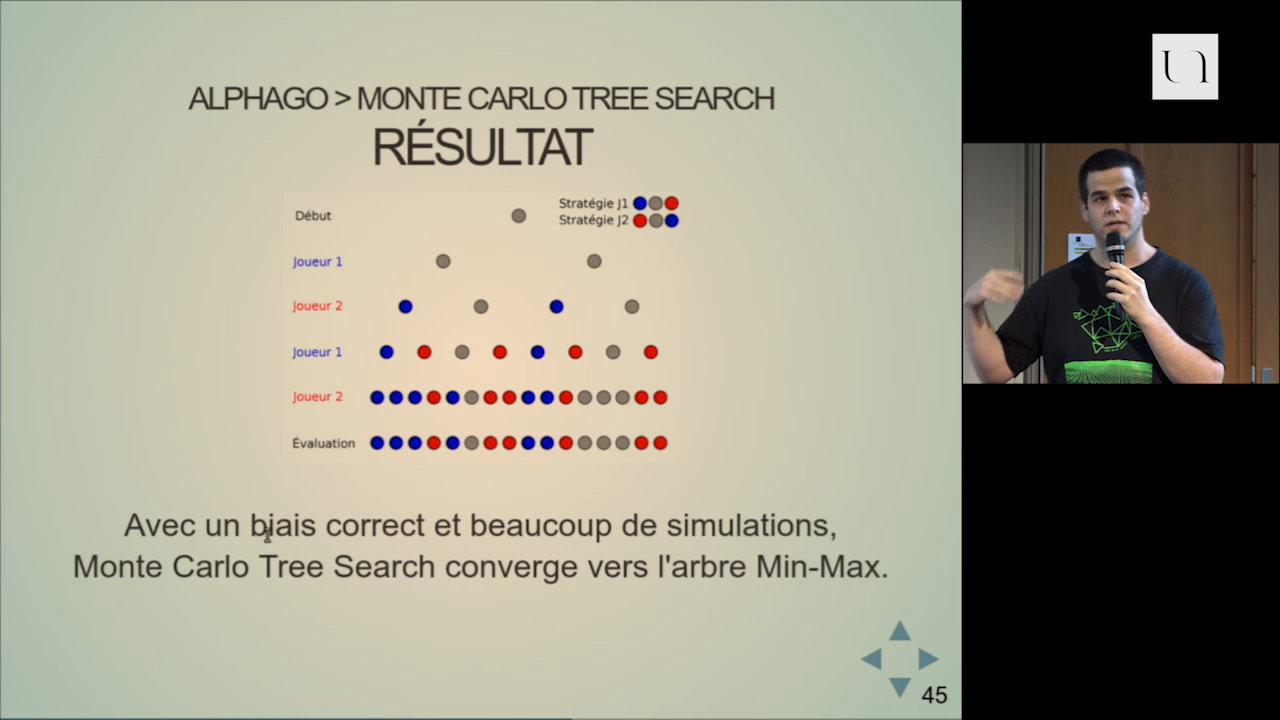 ALPHAGO > MONTE CARLO TREE SEARCH
RÉSULTAT
Début
Stratégie J1
Stratégie J2
Joueur 1
Joueur 2
Joueur 1
Joueur 2
Évaluation
Avec un biais correct et beaucoup de simulations,
Monte Carlo Tree Search converge vers l'arbre Min-Max.
45